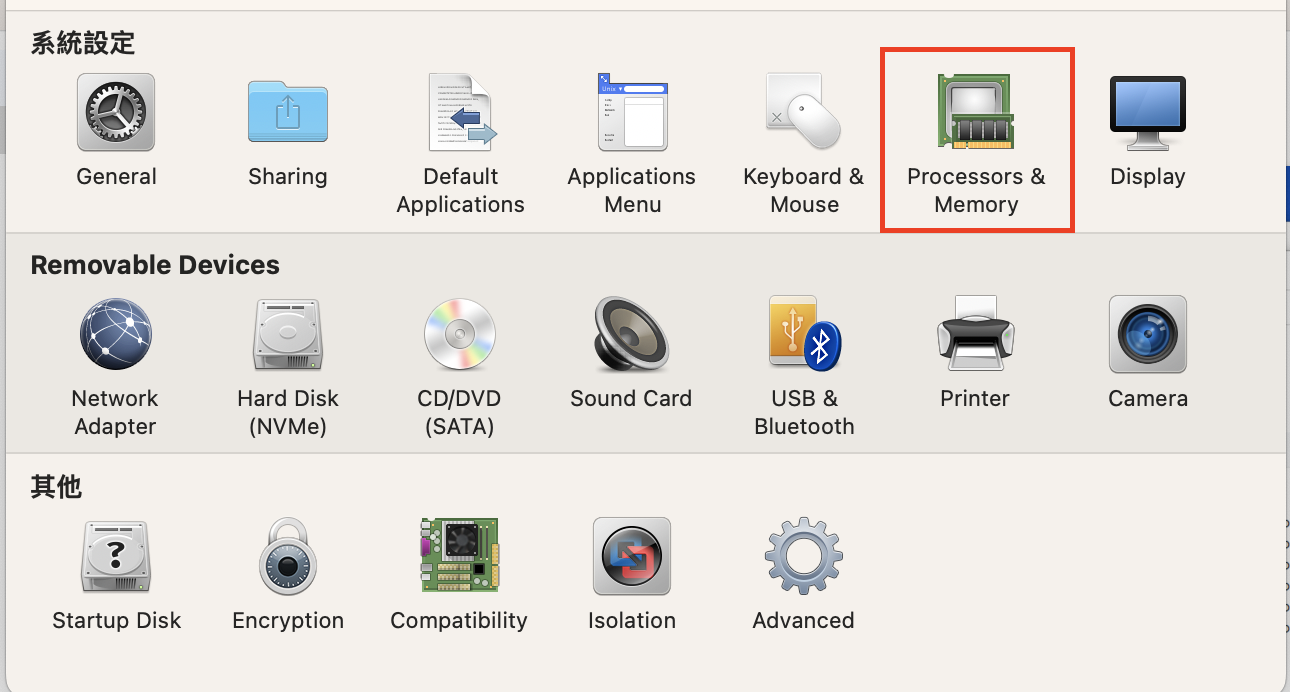 系統設定
General
Sharing
Default
Applications
Applications
Menu
Keyboard &
Mouse
Processors &
Memory
Display
Removable Devices
Network
Adapter
Hard Disk
(NVMe)
CD/DVD
(SATA)
Sound Card
USB &
Bluetooth
Printer
Camera
其他
Startup Disk
Encryption
Compatibility
Isolation
Advanced